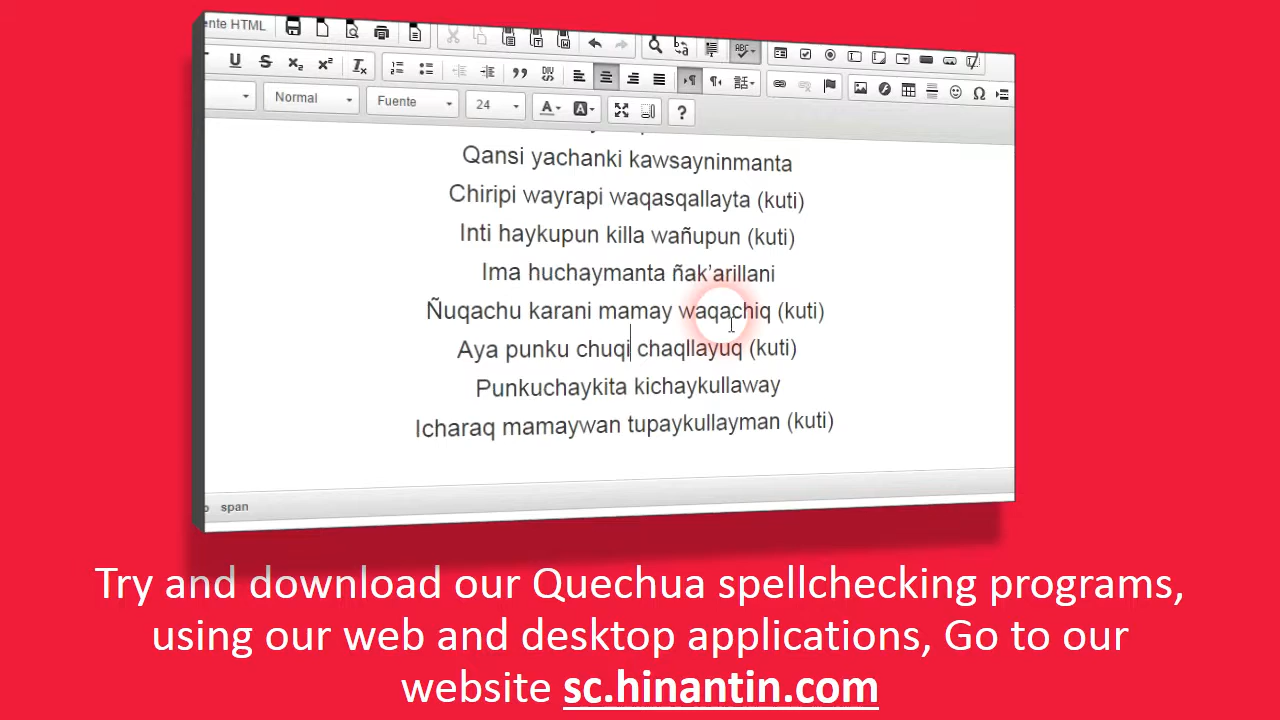 ente HTML
Normal Fuente 24
Qansi yachanki kawsayninmanta
Chiripi wayrapi waqasqallayta (kuti)
Inti haykupun killa wañupun (kuti)
Ima huchaymanta ñak'arillani
Ñuqachu karani mamay waqachiq (kuti)
Aya punku chuqi chaqllayuq (kuti)
Punkuchaykita kichaykullaway
Icharaq mamaywan tupaykullayman (kuti)
span
Try and download our Quechua spellchecking programs,
using our web and desktop applications, Go to our
website sc.hinantin.com